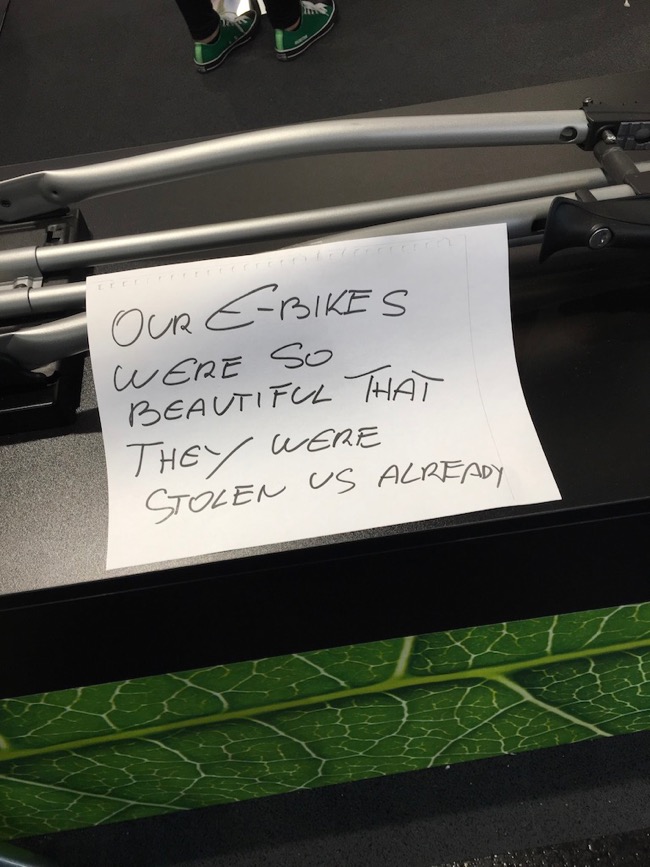 OUR E-BIKES
WERE SO
BEAUTIFUL THAT
THEY WERE
STOLEN US ALREADY